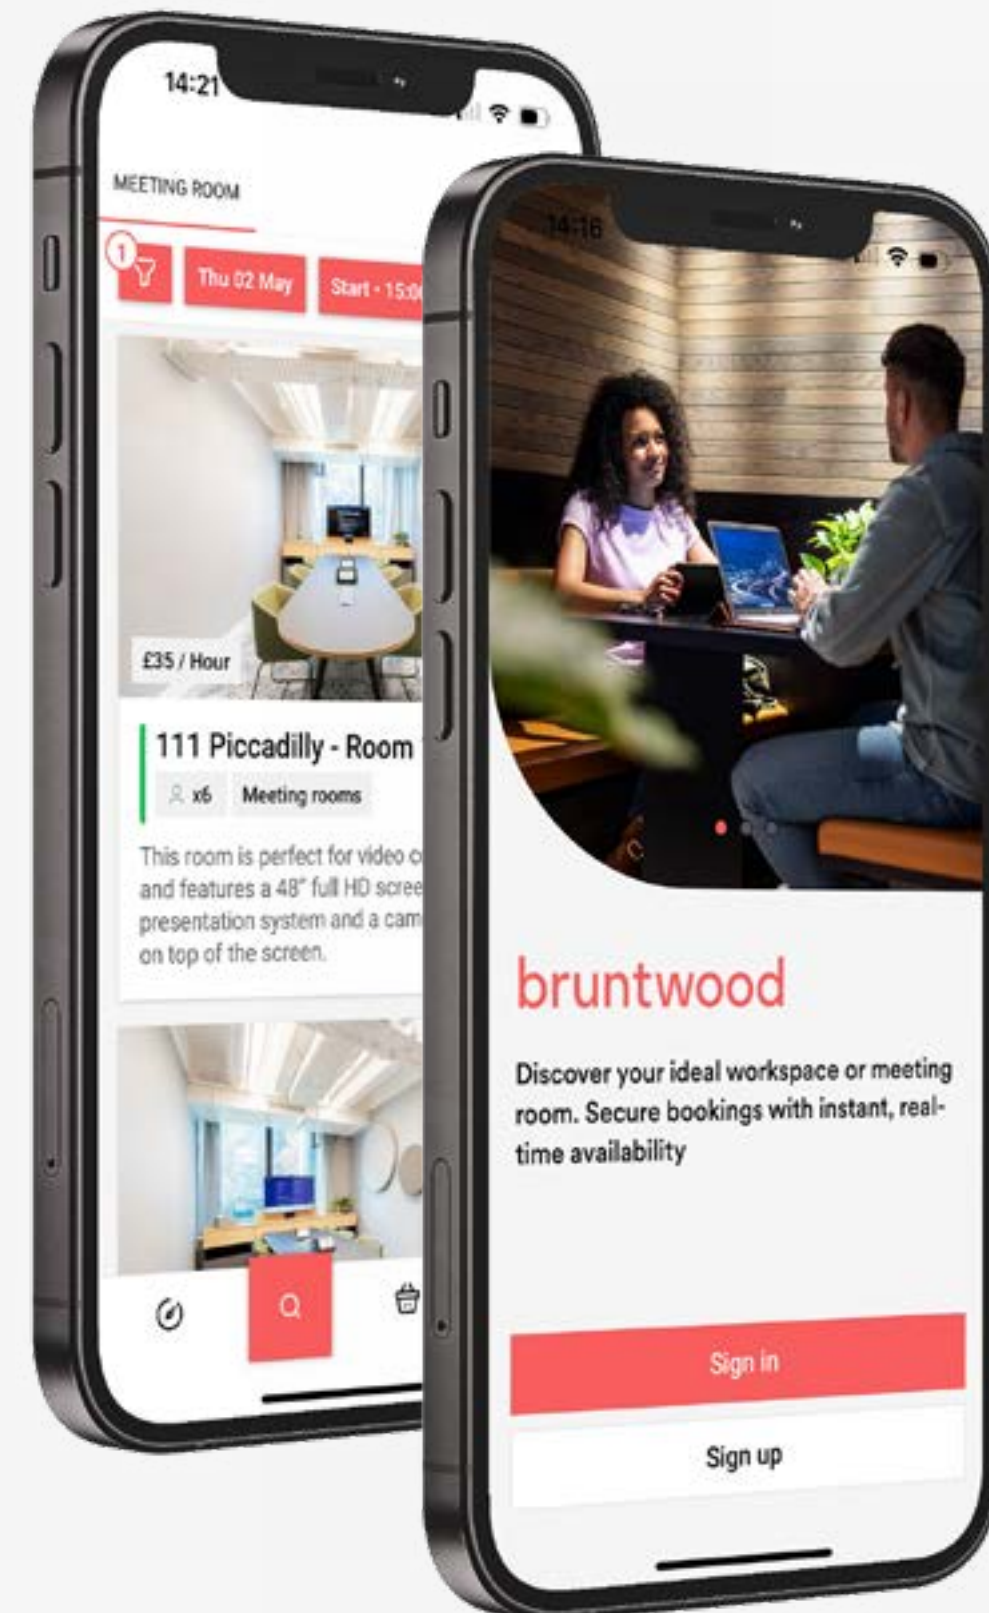 14:21
MEETING ROOM
1
Thu 02 May
Start • 15:0
£35 / Hour
111 Piccadilly - Room
x6
Meeting rooms
This room is perfect for video
and features a 48" full HD
presentation system and a
on top of the screen.
14:16
bruntwood
Discover your ideal workspace or meeting
room. Secure bookings with instant, real-
time availability
Sign in
Sign up